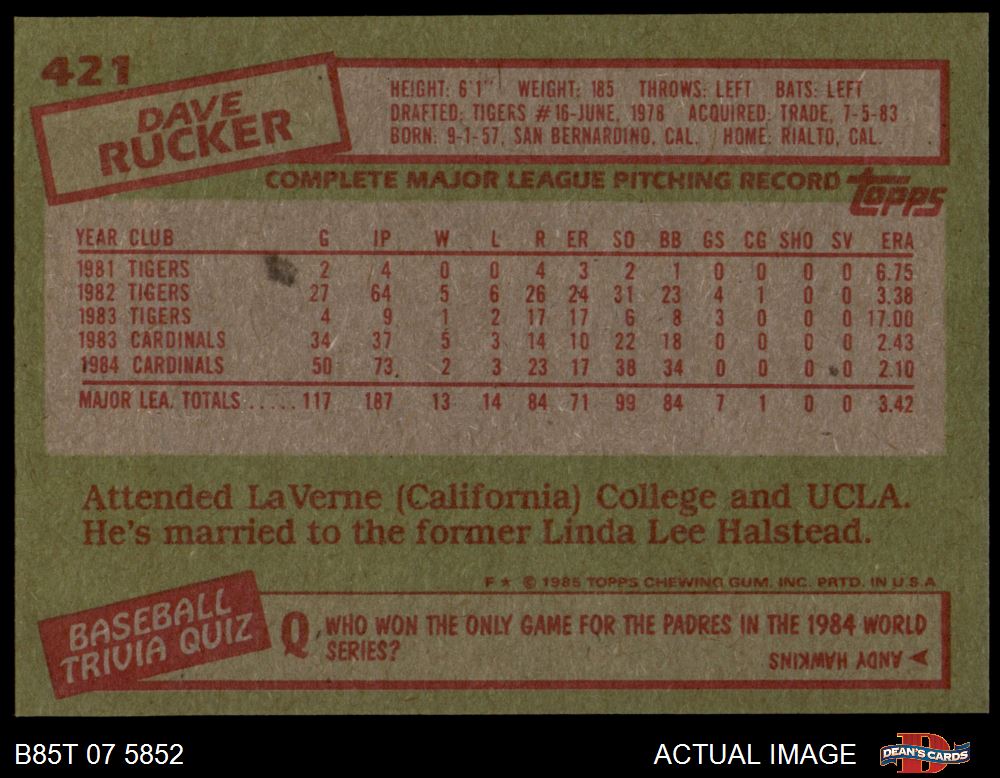 421
DAVE
RUCKER
HEIGHT: 6'1" WEIGHT: 185 THROWS: LEFT BATS: LEFT
DRAFTED: TIGERS #16-JUNE, 1978 ACQUIRED: TRADE, 7-5-83
BORN: 9-1-57, SAN BERNARDINO, CAL. HOME: RIALTO, CAL.
COMPLETE MAJOR LEAGUE PITCHING RECORD topps
YEAR CLUB G IP W L R ER SO BB GS CG SHO SV ERA
1981 TIGERS 2 4 0 0 4 3 2 1 0 0 0 0 6.75
1982 TIGERS 27 64 5 6 26 24 31 23 4 1 0 0 3.38
1983 TIGERS 4 9 1 2 17 17 6 8 3 0 0 0 17.00
1983 CARDINALS 34 37 5 3 14 10 22 18 0 0 0 0 2.43
1984 CARDINALS 50 73 2 3 23 17 38 34 0 0 0 0 2.10
MAJOR LEA. TOTALS ..... 117 187 13 14 84 71 99 84 7 1 0 0 3.42
Attended LaVerne (California) College and UCLA.
He's married to the former Linda Lee Halstead.
F ★ © 1985 TOPPS CHEWING GUM, INC. PRTD. IN U.S.A
BASEBALL
TRIVIA QUIZ
Q WHO WON THE ONLY GAME FOR THE PADRES IN THE 1984 WORLD
SERIES?
ANDY HAWKINS
B85T 07 5852 ACTUAL IMAGE DEAN'S CARDS